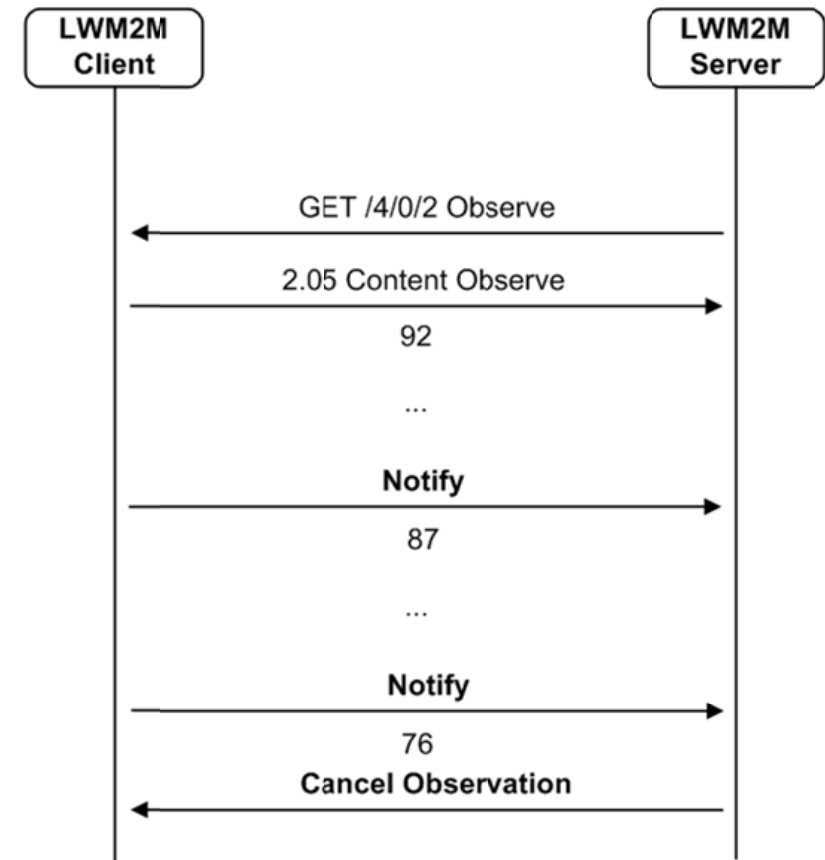 LWM2M
Client
LWM2M
Server
GET /4/0/2 Observe
2.05 Content Observe
92
...
Notify
87
...
Notify
76
Cancel Observation